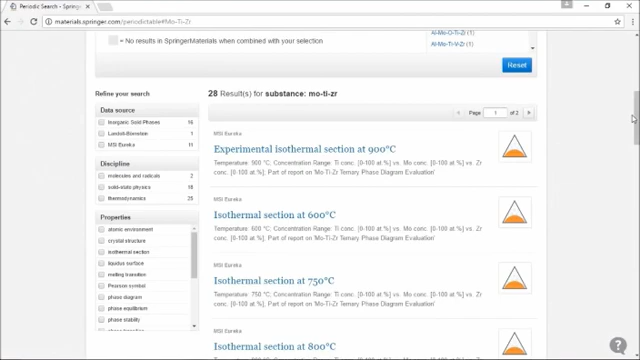 Periodic Search - Spring
materials.springer.com/periodictable#Mo-Ti-Zr
= No results in SpringerMaterials when combined with your selection
Al-Mo-O-Ti-Zr (1)
Al-Mo-Ti-V-Zr (1)
Reset
Refine your search
Data source
Inorganic Solid Phases 16
Landolt-Börnstein 1
MSI Eureka 11
Discipline
molecules and radicals 2
solid-state physics 18
thermodynamics 25
Properties
atomic environment
crystal structure
isothermal section
liquidus surface
melting transition
Pearson symbol
phase diagram
phase equilibrium
phase stability
28 Result(s) for substance: mo-ti-zr
Page 1 of 2
MSI Eureka
Experimental isothermal section at 900°C
Temperature: 900 °C; Concentration Range: Ti conc. [0-100 at %] vs. Mo conc. [0-100 at %] vs. Zr
conc. [0-100 at %], Part of report on 'Mo-Ti-Zr Ternary Phase Diagram Evaluation'
MSI Eureka
Isothermal section at 600°C
Temperature: 600 °C; Concentration Range: Ti conc. [0-100 at %] vs. Mo conc. [0-100 at %] vs. Zr
conc. [0-100 at %], Part of report on 'Mo-Ti-Zr Ternary Phase Diagram Evaluation'
MSI Eureka
Isothermal section at 750°C
Temperature: 750 °C; Concentration Range: Ti conc. [0-100 at %] vs. Mo conc. [0-100 at %] vs. Zr
conc. [0-100 at %], Part of report on 'Mo-Ti-Zr Ternary Phase Diagram Evaluation'
MSI Eureka
Isothermal section at 800°C
?